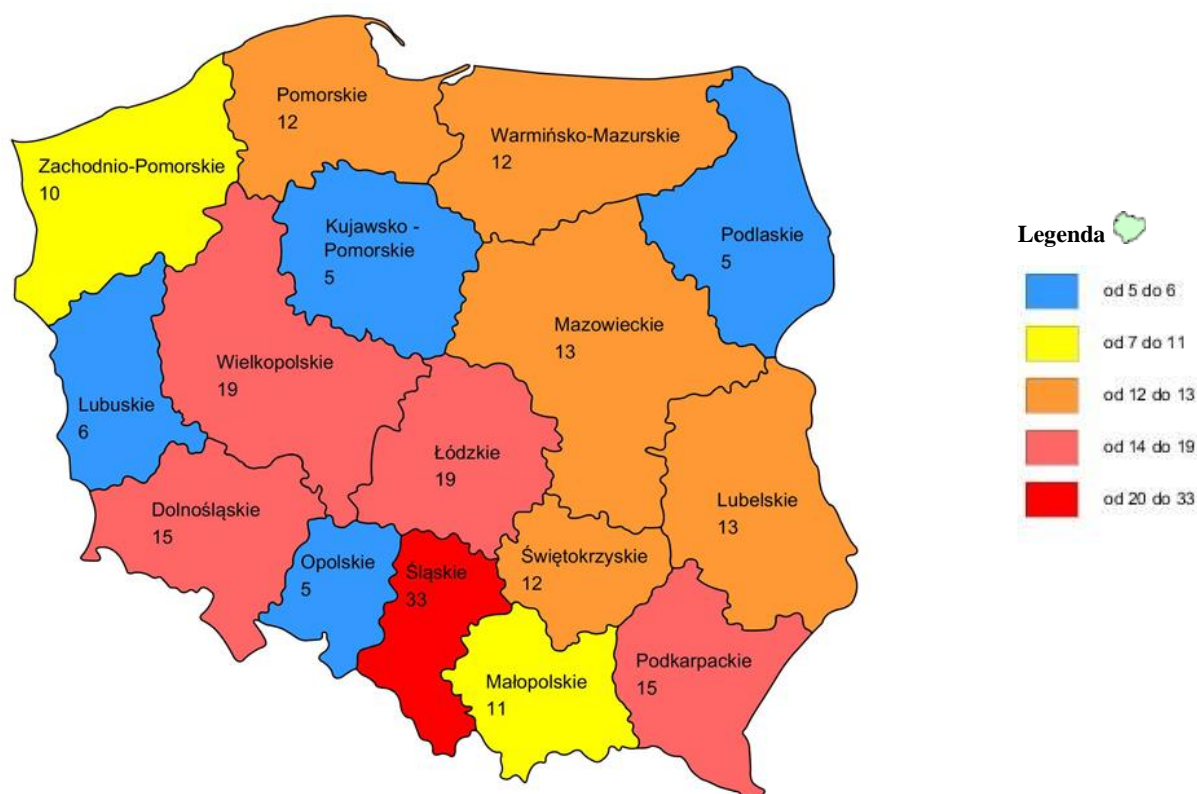 Pomorskie
12
Warmińsko-Mazurskie
12
Zachodnio-Pomorskie
10
Kujawsko -
Pomorskie
5
Podlaskie
5
Mazowieckie
13
Wielkopolskie
19
Lubuskie
6
Łódzkie
19
Lubelskie
13
Dolnośląskie
15
Opolskie
5
Śląskie
33
Świętokrzyskie
12
Małopolskie
11
Podkarpackie
15
Legenda
od 5 do 6
od 7 do 11
od 12 do 13
od 14 do 19
od 20 do 33